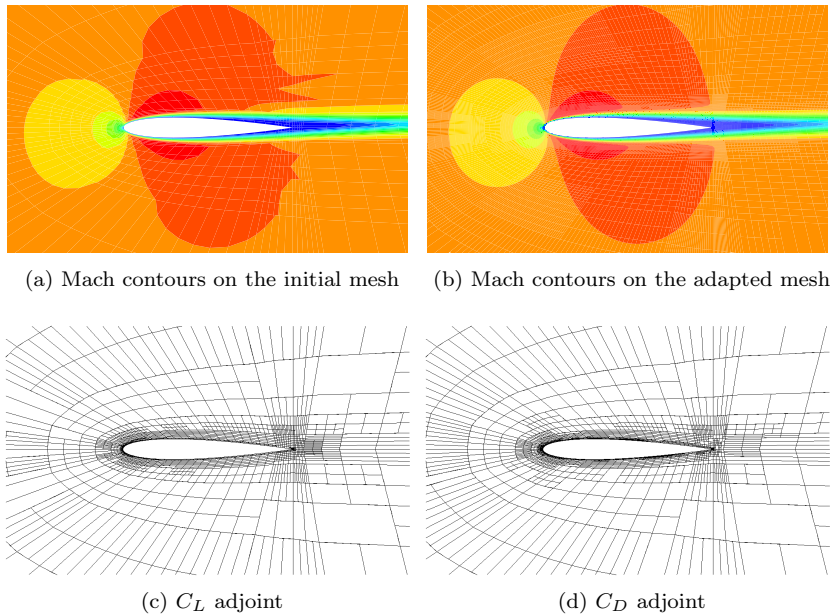 (a) Mach contours on the initial mesh
(b) Mach contours on the adapted mesh
(c) C_L adjoint
(d) C_D adjoint